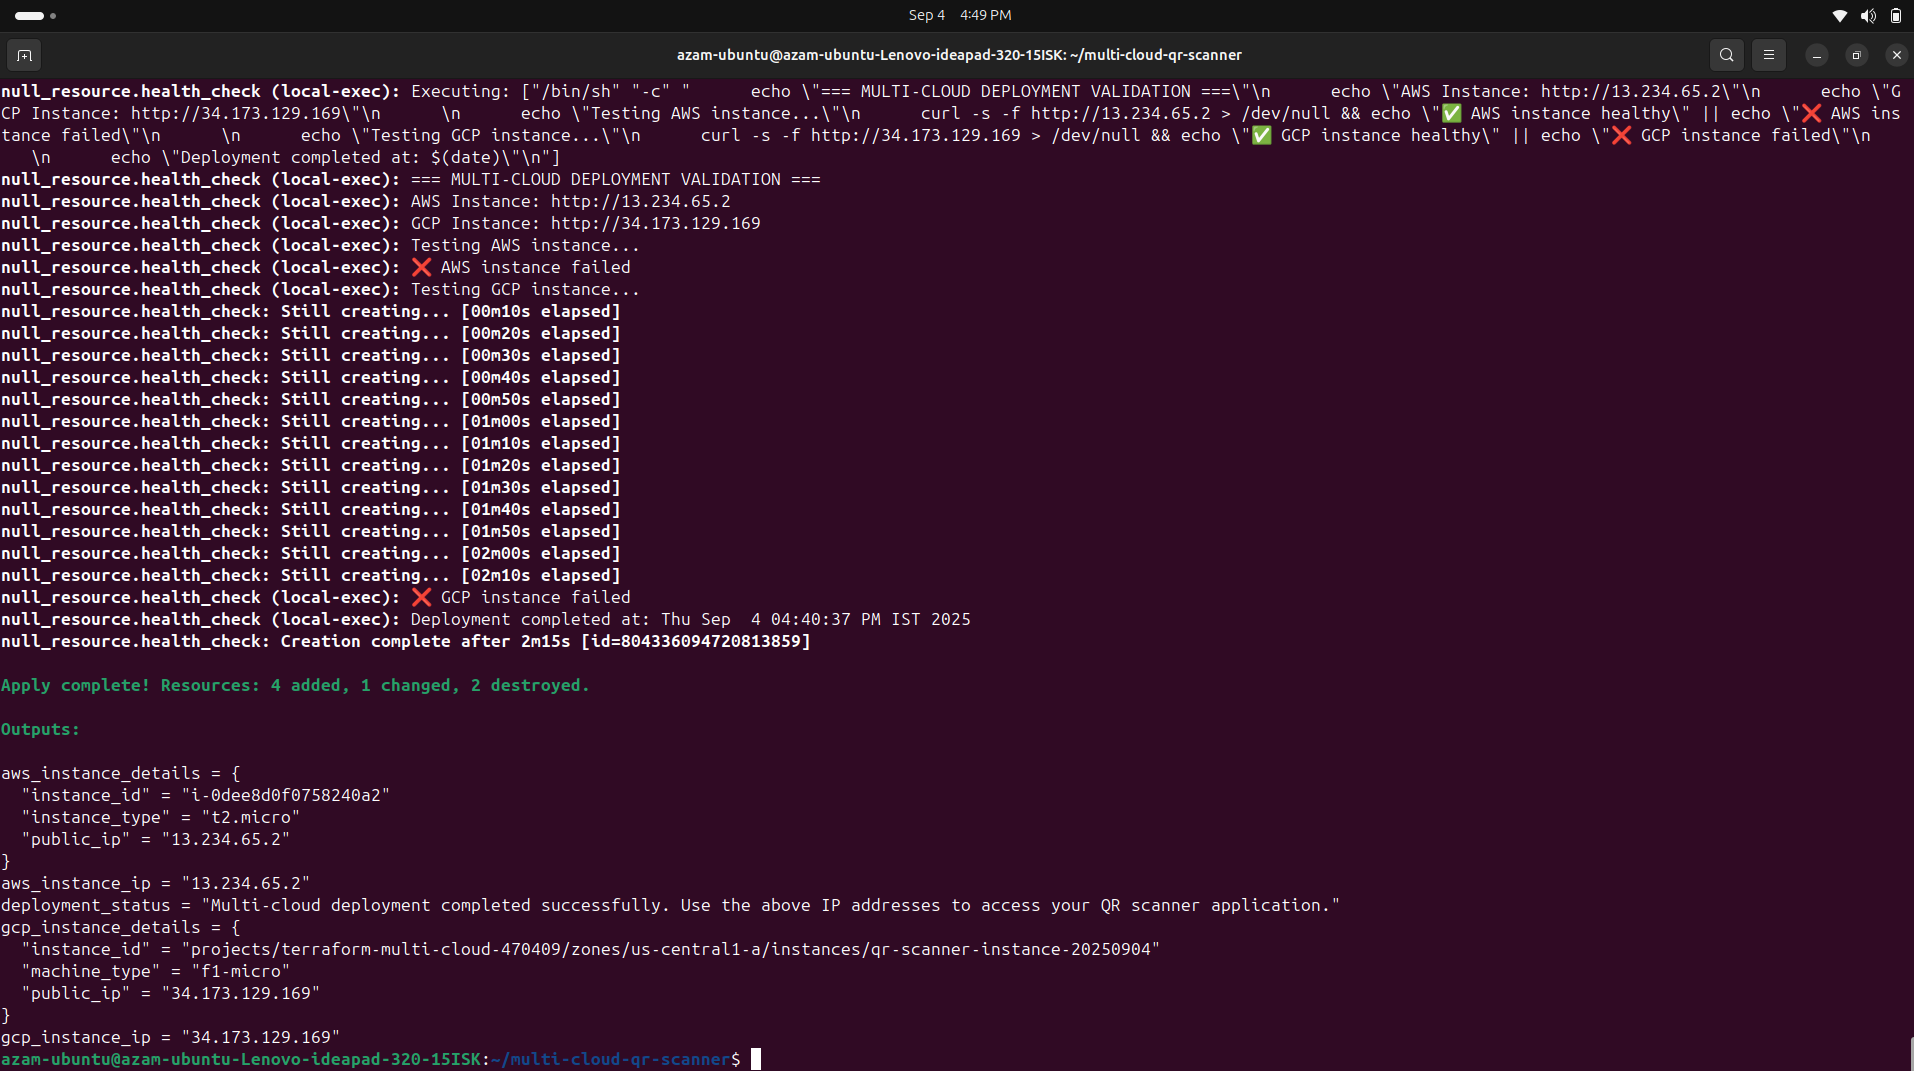 Sep 4 4:49 PM
azam-ubuntu@azam-ubuntu-Lenovo-ideapad-320-15ISK: ~/multi-cloud-qr-scanner
null_resource.health_check (local-exec): Executing: ["/bin/sh" "-c" "      echo \"=== MULTI-CLOUD DEPLOYMENT VALIDATION ===\"\n      echo \"AWS Instance: http://13.234.65.2\"\n      echo \"G
CP Instance: http://34.173.129.169\"\n      \n      echo \"Testing AWS instance...\"\n      curl -s -f http://13.234.65.2 > /dev/null && echo \"✅ AWS instance healthy\" || echo \"❌ AWS ins
tance failed\"\n      \n      echo \"Testing GCP instance...\"\n      curl -s -f http://34.173.129.169 > /dev/null && echo \"✅ GCP instance healthy\" || echo \"❌ GCP instance failed\"\n
   \n      echo \"Deployment completed at: $(date)\"\n"]
null_resource.health_check (local-exec): === MULTI-CLOUD DEPLOYMENT VALIDATION ===
null_resource.health_check (local-exec): AWS Instance: http://13.234.65.2
null_resource.health_check (local-exec): GCP Instance: http://34.173.129.169
null_resource.health_check (local-exec): Testing AWS instance...
null_resource.health_check (local-exec): ❌ AWS instance failed
null_resource.health_check (local-exec): Testing GCP instance...
null_resource.health_check: Still creating... [00m10s elapsed]
null_resource.health_check: Still creating... [00m20s elapsed]
null_resource.health_check: Still creating... [00m30s elapsed]
null_resource.health_check: Still creating... [00m40s elapsed]
null_resource.health_check: Still creating... [00m50s elapsed]
null_resource.health_check: Still creating... [01m00s elapsed]
null_resource.health_check: Still creating... [01m10s elapsed]
null_resource.health_check: Still creating... [01m20s elapsed]
null_resource.health_check: Still creating... [01m30s elapsed]
null_resource.health_check: Still creating... [01m40s elapsed]
null_resource.health_check: Still creating... [01m50s elapsed]
null_resource.health_check: Still creating... [02m00s elapsed]
null_resource.health_check: Still creating... [02m10s elapsed]
null_resource.health_check (local-exec): ❌ GCP instance failed
null_resource.health_check (local-exec): Deployment completed at: Thu Sep  4 04:40:37 PM IST 2025
null_resource.health_check: Creation complete after 2m15s [id=804336094720813859]
Apply complete! Resources: 4 added, 1 changed, 2 destroyed.
Outputs:
aws_instance_details = {
  "instance_id" = "i-0dee8d0f0758240a2"
  "instance_type" = "t2.micro"
  "public_ip" = "13.234.65.2"
}
aws_instance_ip = "13.234.65.2"
deployment_status = "Multi-cloud deployment completed successfully. Use the above IP addresses to access your QR scanner application."
gcp_instance_details = {
  "instance_id" = "projects/terraform-multi-cloud-470409/zones/us-central1-a/instances/qr-scanner-instance-20250904"
  "machine_type" = "f1-micro"
  "public_ip" = "34.173.129.169"
}
gcp_instance_ip = "34.173.129.169"
azam-ubuntu@azam-ubuntu-Lenovo-ideapad-320-15ISK:~/multi-cloud-qr-scanner$